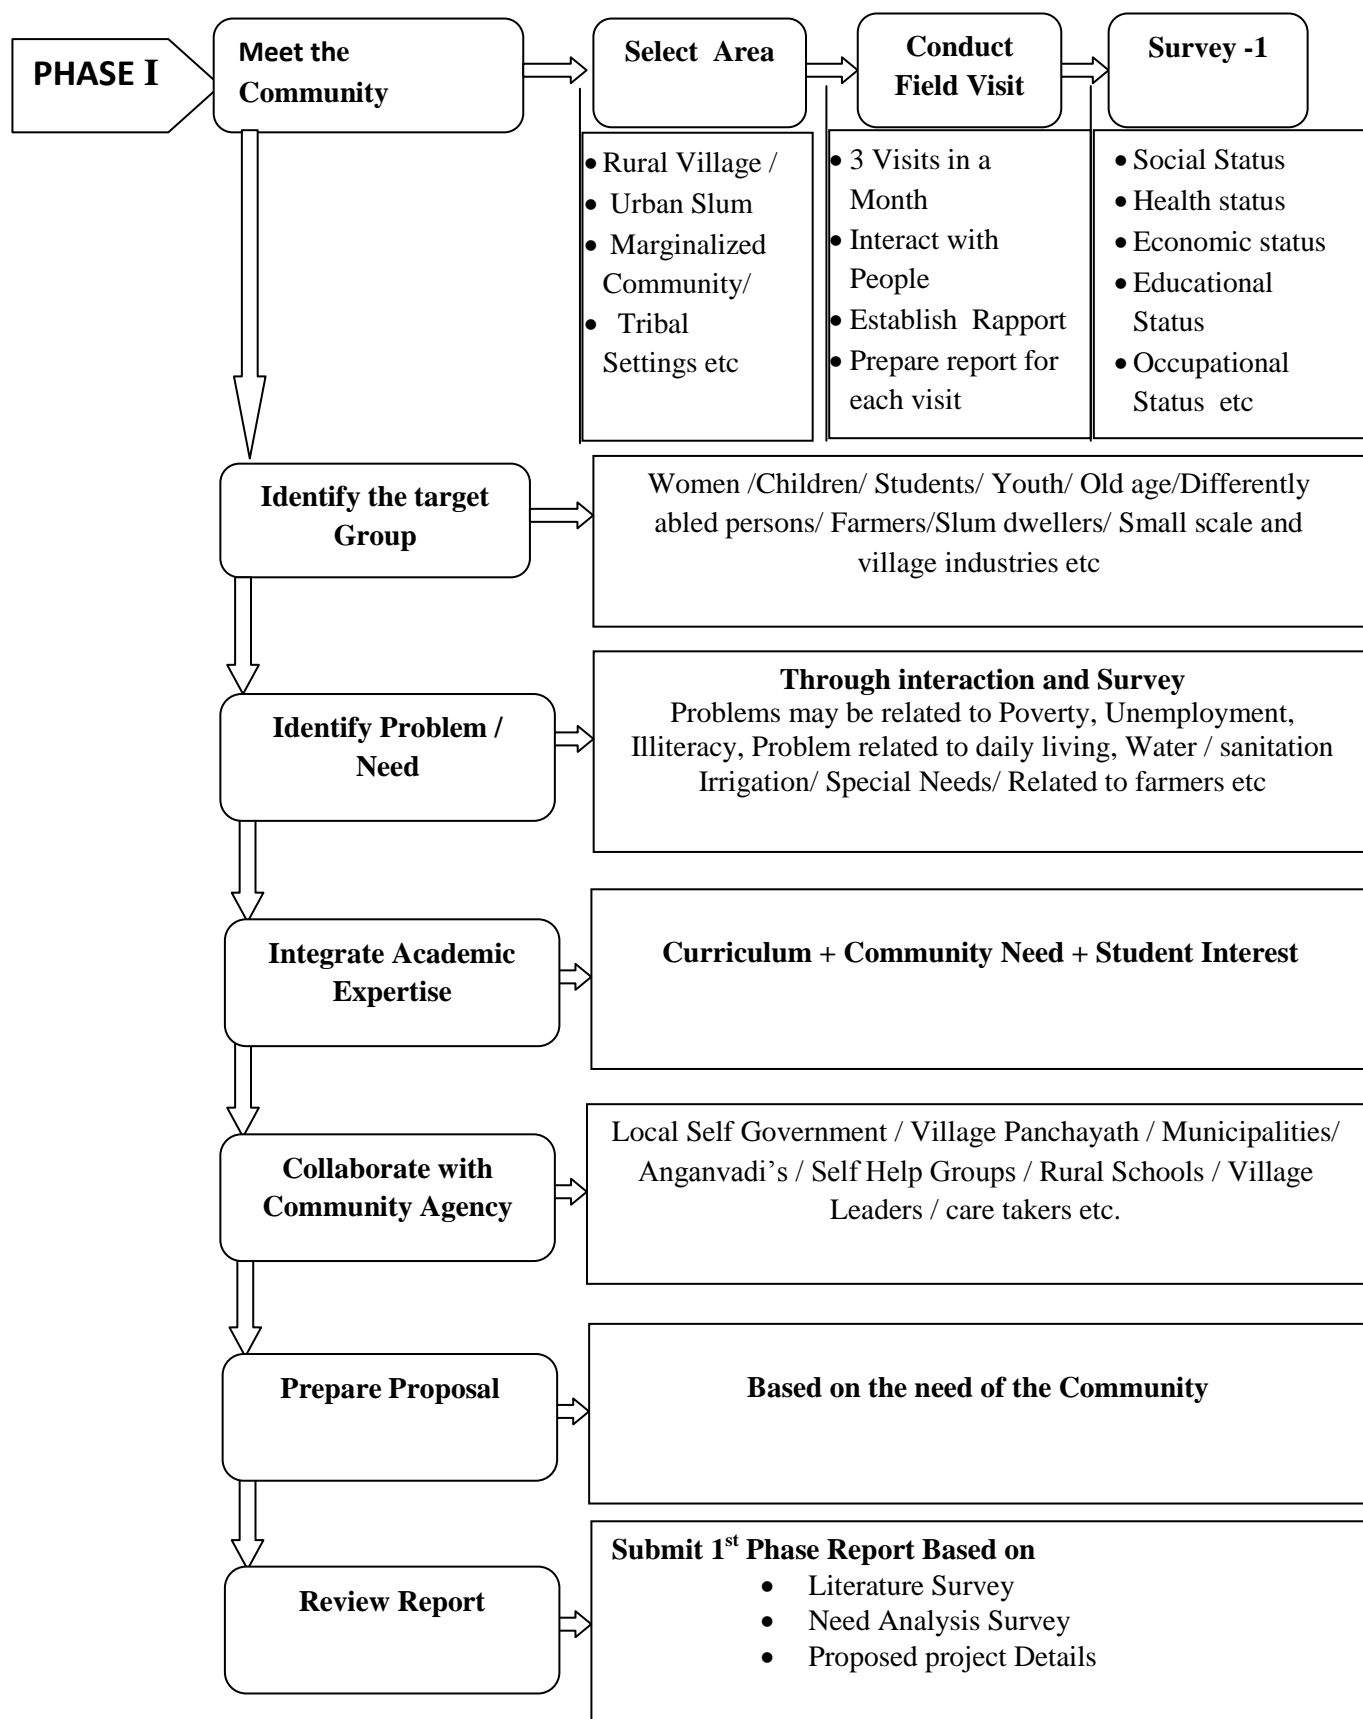 PHASE I
Meet the
Community
Select Area
Conduct
Field Visit
Survey -1
• Rural Village /
• Urban Slum
• Marginalized
Community/
• Tribal
Settings etc
• 3 Visits in a
Month
• Interact with
People
• Establish Rapport
• Prepare report for
each visit
• Social Status
• Health status
• Economic status
• Educational
Status
• Occupational
Status etc
Identify the target
Group
Women /Children/ Students/ Youth/ Old age/Differently
abled persons/ Farmers/Slum dwellers/ Small scale and
village industries etc
Identify Problem /
Need
Through interaction and Survey
Problems may be related to Poverty, Unemployment,
Illiteracy, Problem related to daily living, Water / sanitation
Irrigation/ Special Needs/ Related to farmers etc
Integrate Academic
Expertise
Curriculum + Community Need + Student Interest
Collaborate with
Community Agency
Local Self Government / Village Panchayath / Municipalities/
Anganvadi’s / Self Help Groups / Rural Schools / Village
Leaders / care takers etc.
Prepare Proposal
Based on the need of the Community
Review Report
Submit 1st Phase Report Based on
• Literature Survey
• Need Analysis Survey
• Proposed project Details